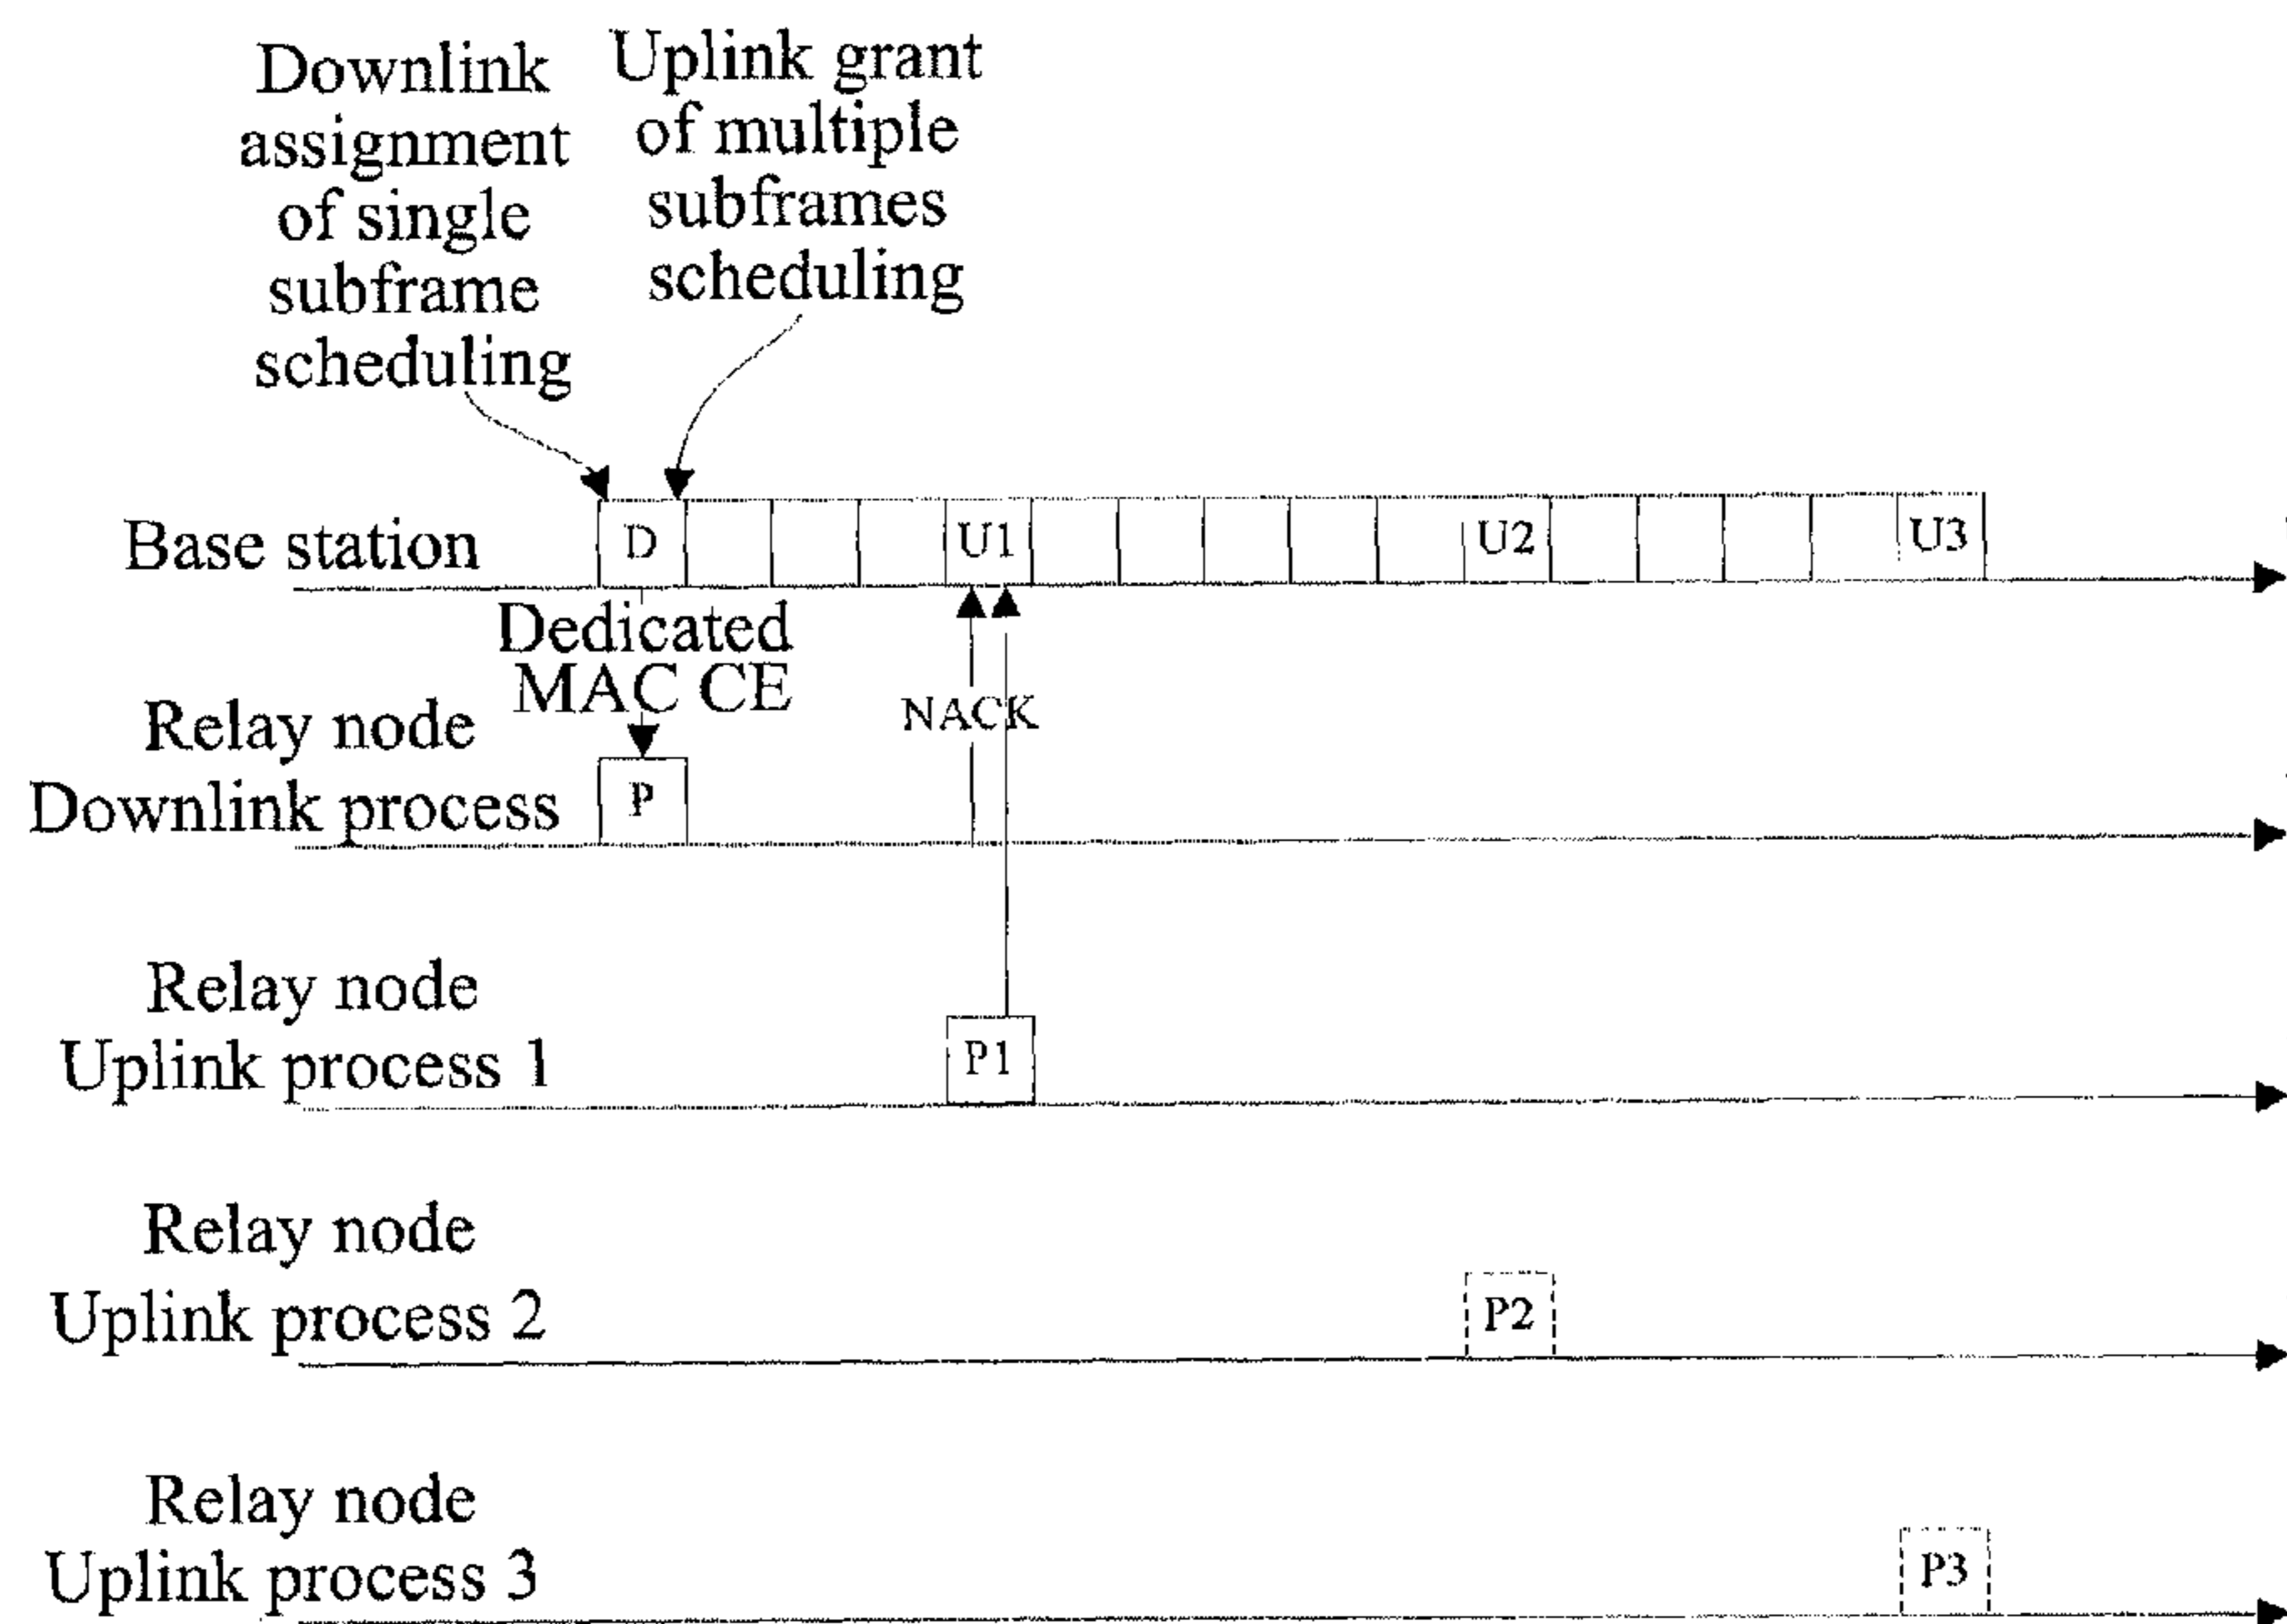 Downlink
assignment
of single
subframe
scheduling
Uplink grant
of multiple
subframes
scheduling
Base station
D
U1
U2
U3
Dedicated
MAC CE
NACK
Relay node
Downlink process
P
Relay node
Uplink process 1
P1
Relay node
Uplink process 2
P2
Relay node
Uplink process 3
P3